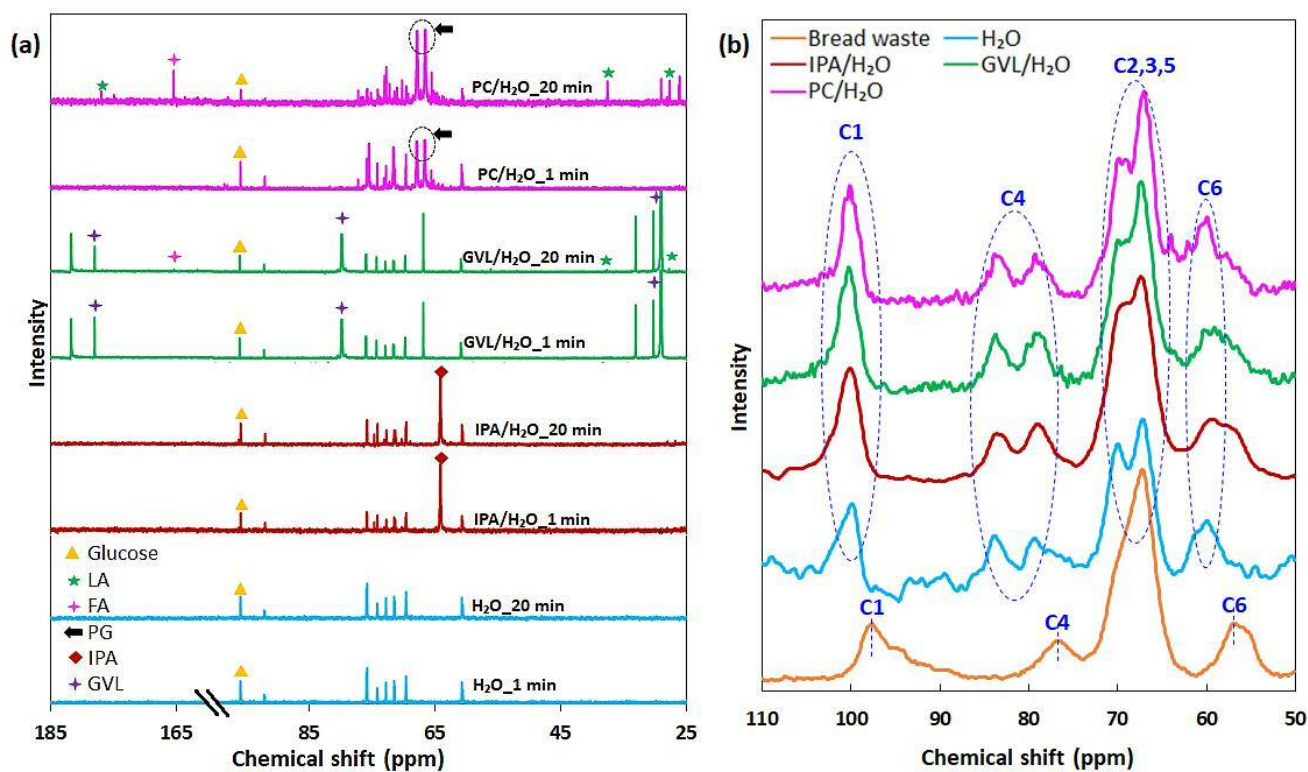 (a)
PC/H₂O_20 min
PC/H₂O_1 min
GVL/H₂O_20 min
GVL/H₂O_1 min
IPA/H₂O_20 min
IPA/H₂O_1 min
H₂O_20 min
H₂O_1 min
Glucose
LA
FA
PG
IPA
GVL
Intensity
185 165 85 65 45 25
Chemical shift (ppm)
(b)
Bread waste H₂O
IPA/H₂O GVL/H₂O
PC/H₂O
C1
C4
C2,3,5
C6
C1
C4
C6
Intensity
110 100 90 80 70 60 50
Chemical shift (ppm)